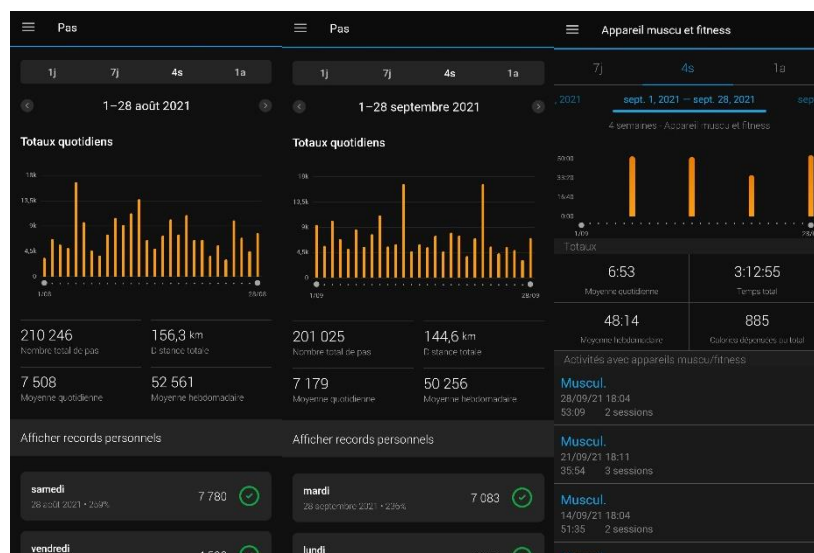 Pas
1j 7j 4s 1a
1–28 août 2021
Totaux quotidiens
18k
13,5k
9k
4,5k
0
1/08 28/08
210 246 156,3 km
Nombre total de pas Distance totale
7 508 52 561
Moyenne quotidienne Moyenne hebdomadaire
Afficher records personnels
samedi
28 août 2021 • 259% 7 780
vendredi
Pas
1j 7j 4s 1a
1–28 septembre 2021
Totaux quotidiens
18k
13,5k
9k
4,5k
0
1/09 28/09
201 025 144,6 km
Nombre total de pas Distance totale
7 179 50 256
Moyenne quotidienne Moyenne hebdomadaire
Afficher records personnels
mardi
28 septembre 2021 • 236% 7 083
lundi
Appareil muscu et fitness
7j 4s 1a
, 2021 sept. 1, 2021 — sept. 28, 2021 sep
4 semaines - Appareil muscu et fitness
50:00
33:20
16:40
0:00
1/09 28/
Totaux
6:53 3:12:55
Moyenne quotidienne Temps total
48:14 885
Moyenne hebdomadaire Calories dépensées au total
Activités avec appareils muscu/fitness
Muscul.
28/09/21 18:04
53:09 2 sessions
Muscul.
21/09/21 18:11
35:54 3 sessions
Muscul.
14/09/21 18:04
51:35 2 sessions